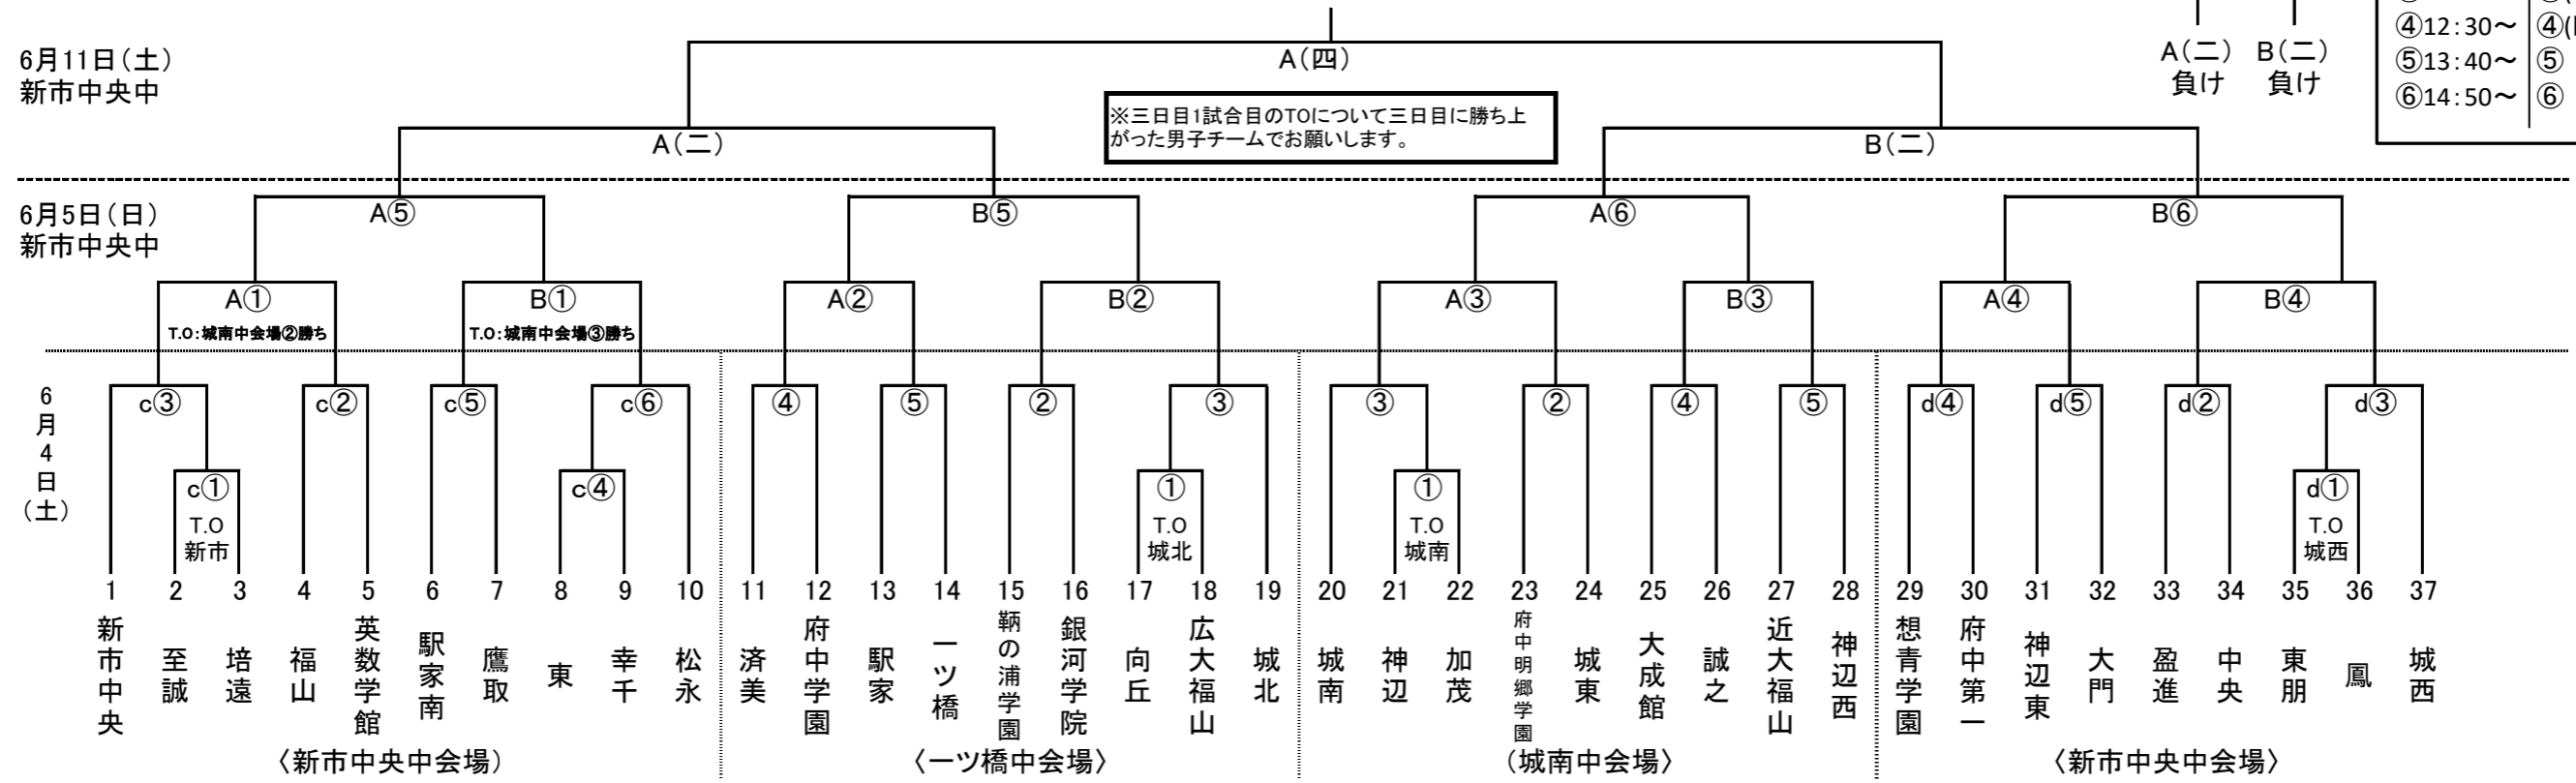 ④12:30～ ④(
⑤13:40～ ⑤
⑥14:50～ ⑥
A(二) B(二)
負け 負け
6月11日(土)
新市中央中
A(四)
※三日目1試合目のTOについて三日目に勝ち上
がった男子チームでお願いします。
A(二) B(二)
6月5日(日)
新市中央中
A⑤ B⑤ A⑥ B⑥
A① B① A② B② A③ B③ A④ B④
T.O:城南中会場②勝ち T.O:城南中会場③勝ち
6月4日(土)
c③ c② c⑤ c⑥ ④ ⑤ ② ③ ③ ② ④ ⑤ d④ d⑤ d② d③
c① c④ ① ① d①
T.O T.O T.O T.O
新市 城北 城南 城西
1 2 3 4 5 6 7 8 9 10 11 12 13 14 15 16 17 18 19 20 21 22 23 24 25 26 27 28 29 30 31 32 33 34 35 36 37
新市中央
至誠
培遠
福山
英数学館
駅家南
鷹取
東
幸千
松永
済美
府中学園
駅家
一ツ橋
鞆の浦学園
銀河学院
向丘
広大福山
城北
城南
神辺
加茂
府中明郷学園
城東
大成館
誠之
近大福山
神辺西
想青学園
府中第一
神辺東
大門
盈進
中央
東朋
鳳
城西
〈新市中央中会場〉 〈一ツ橋中会場〉 (城南中会場〉 〈新市中央中会場〉